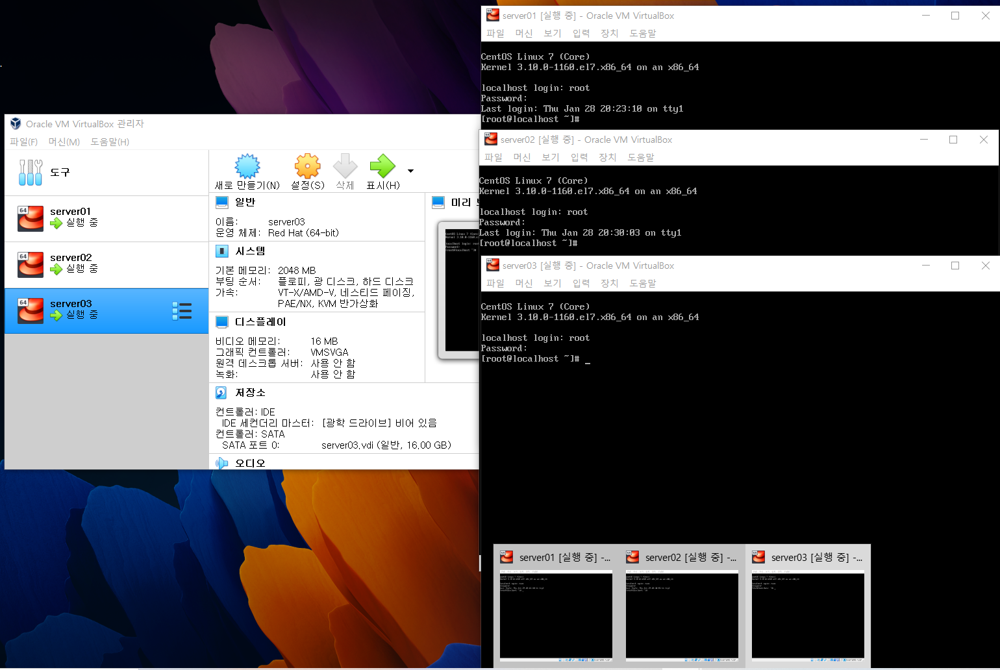 Oracle VM VirtualBox 관리자
파일(F) 머신(M) 도움말(H)
도구
64 server01
실행 중
64 server02
실행 중
64 server03
실행 중
새로 만들기(N) 설정(S) 삭제 표시(H)
일반
이름: server03
운영 체제: Red Hat (64-bit)
시스템
기본 메모리: 2048 MB
부팅 순서: 플로피, 광 디스크, 하드 디스크
가속: VT-X/AMD-V, 네스티드 페이징,
PAE/NX, KVM 반가상화
디스플레이
비디오 메모리: 16 MB
그래픽 컨트롤러: VMSVGA
원격 데스크톱 서버: 사용 안 함
녹화: 사용 안 함
저장소
컨트롤러: IDE
IDE 세컨더리 마스터: [광학 드라이브] 비어 있음
컨트롤러: SATA
SATA 포트 0: server03.vdi (일반, 16.00 GB)
오디오
미리
server01 [실행 중] - Oracle VM VirtualBox
파일 머신 보기 입력 장치 도움말
CentOS Linux 7 (Core)
Kernel 3.10.0-1160.el7.x86_64 on an x86_64
localhost login: root
Password:
Last login: Thu Jan 28 20:23:10 on tty1
[root@localhost ~]#
server02 [실행 중] - Oracle VM VirtualBox
파일 머신 보기 입력 장치 도움말
CentOS Linux 7 (Core)
Kernel 3.10.0-1160.el7.x86_64 on an x86_64
localhost login: root
Password:
Last login: Thu Jan 28 20:30:03 on tty1
[root@localhost ~]#
server03 [실행 중] - Oracle VM VirtualBox
파일 머신 보기 입력 장치 도움말
CentOS Linux 7 (Core)
Kernel 3.10.0-1160.el7.x86_64 on an x86_64
localhost login: root
Password:
[root@localhost ~]# _
server01 [실행 중] -...
server02 [실행 중] -...
server03 [실행 중] -...